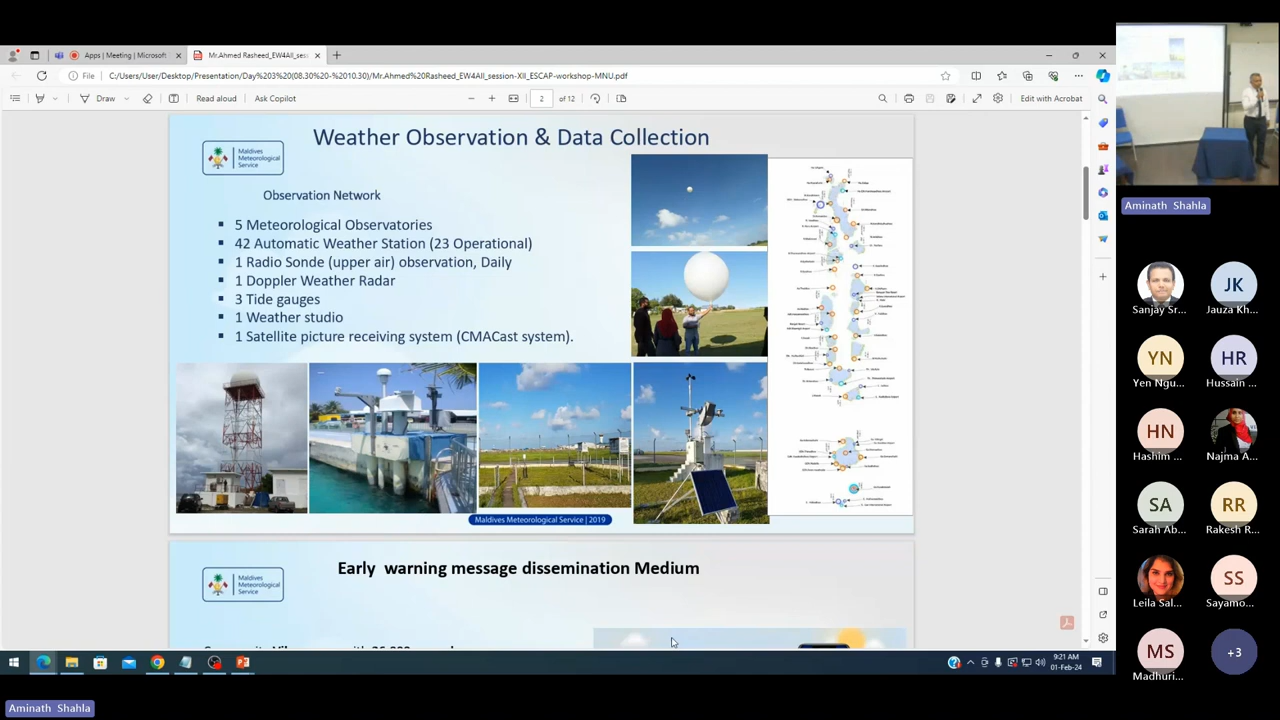 Apps | Meeting | Microsoft
Mr.Ahmed Rasheed_EW4All_sess
File
C:/Users/User/Desktop/Presentation/Day%203%20(08.30%20-%2010.30)/Mr.Ahmed%20Rasheed_EW4All_session-XII_ESCAP-workshop-MNU.pdf
Draw
Read aloud
Ask Copilot
2
of 12
Edit with Acrobat
Maldives
Meteorological
Service
Weather Observation & Data Collection
Observation Network
5 Meteorological Observatories
42 Automatic Weather Station (23 Operational)
1 Radio Sonde (upper air) observation, Daily
1 Doppler Weather Radar
3 Tide gauges
1 Weather studio
1 Satellite picture receiving system (CMACast system).
Maldives Meteorological Service | 2019
Maldives
Meteorological
Service
Early warning message dissemination Medium
9:21 AM
01-Feb-24
Aminath Shahla
JK
Sanjay Sr...
Jauza Kh...
YN
HR
Yen Ngu...
Hussain ...
HN
Hashim ...
Najma A...
SA
RR
Sarah Ab...
Rakesh R...
SS
Leila Sal...
Sayamo...
MS
+3
Madhuri...
Aminath Shahla